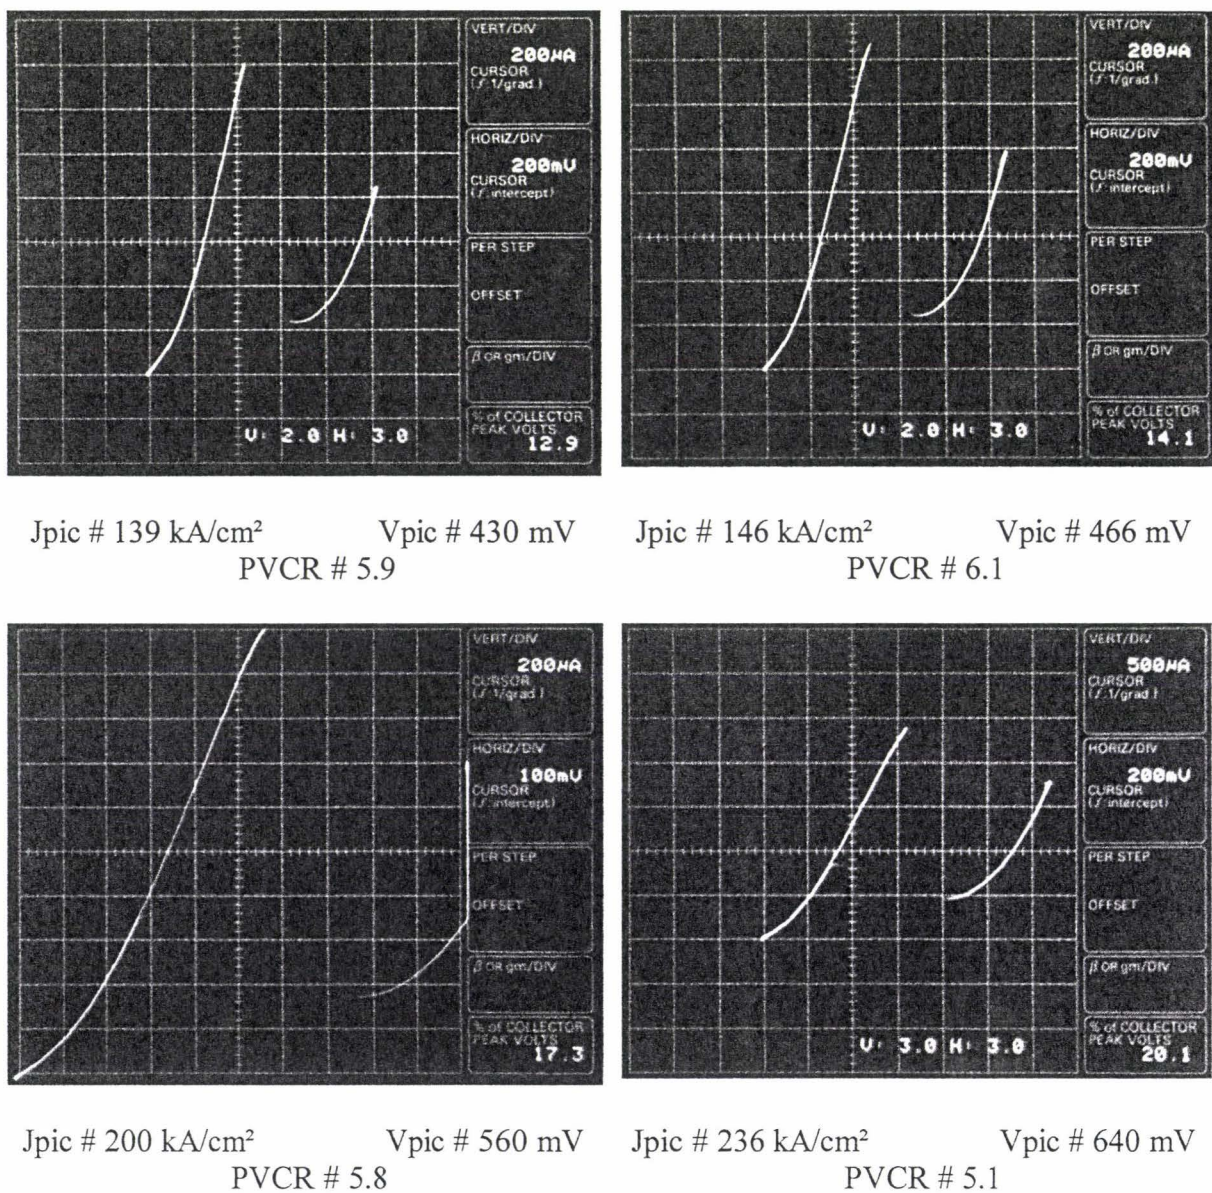 VERT/DIV
200µA
CURSOR
(ƒ 1/grad.)
HORIZ/DIV
200mV
CURSOR
(ƒ intercept)
PER STEP
OFFSET
β OR gm/DIV
% of COLLECTOR
PEAK VOLTS
12.9
V: 2.0 H: 3.0
VERT/DIV
200µA
CURSOR
(ƒ 1/grad.)
HORIZ/DIV
200mV
CURSOR
(ƒ intercept)
PER STEP
OFFSET
β OR gm/DIV
% of COLLECTOR
PEAK VOLTS
14.1
V: 2.0 H: 3.0
Jpic # 139 kA/cm² Vpic # 430 mV
PVCR # 5.9
Jpic # 146 kA/cm² Vpic # 466 mV
PVCR # 6.1
VERT/DIV
200µA
CURSOR
(ƒ 1/grad.)
HORIZ/DIV
100mV
CURSOR
(ƒ intercept)
PER STEP
OFFSET
β OR gm/DIV
% of COLLECTOR
PEAK VOLTS
17.3
VERT/DIV
500µA
CURSOR
(ƒ 1/grad.)
HORIZ/DIV
200mV
CURSOR
(ƒ intercept)
PER STEP
OFFSET
β OR gm/DIV
% of COLLECTOR
PEAK VOLTS
20.1
V: 3.0 H: 3.0
Jpic # 200 kA/cm² Vpic # 560 mV
PVCR # 5.8
Jpic # 236 kA/cm² Vpic # 640 mV
PVCR # 5.1